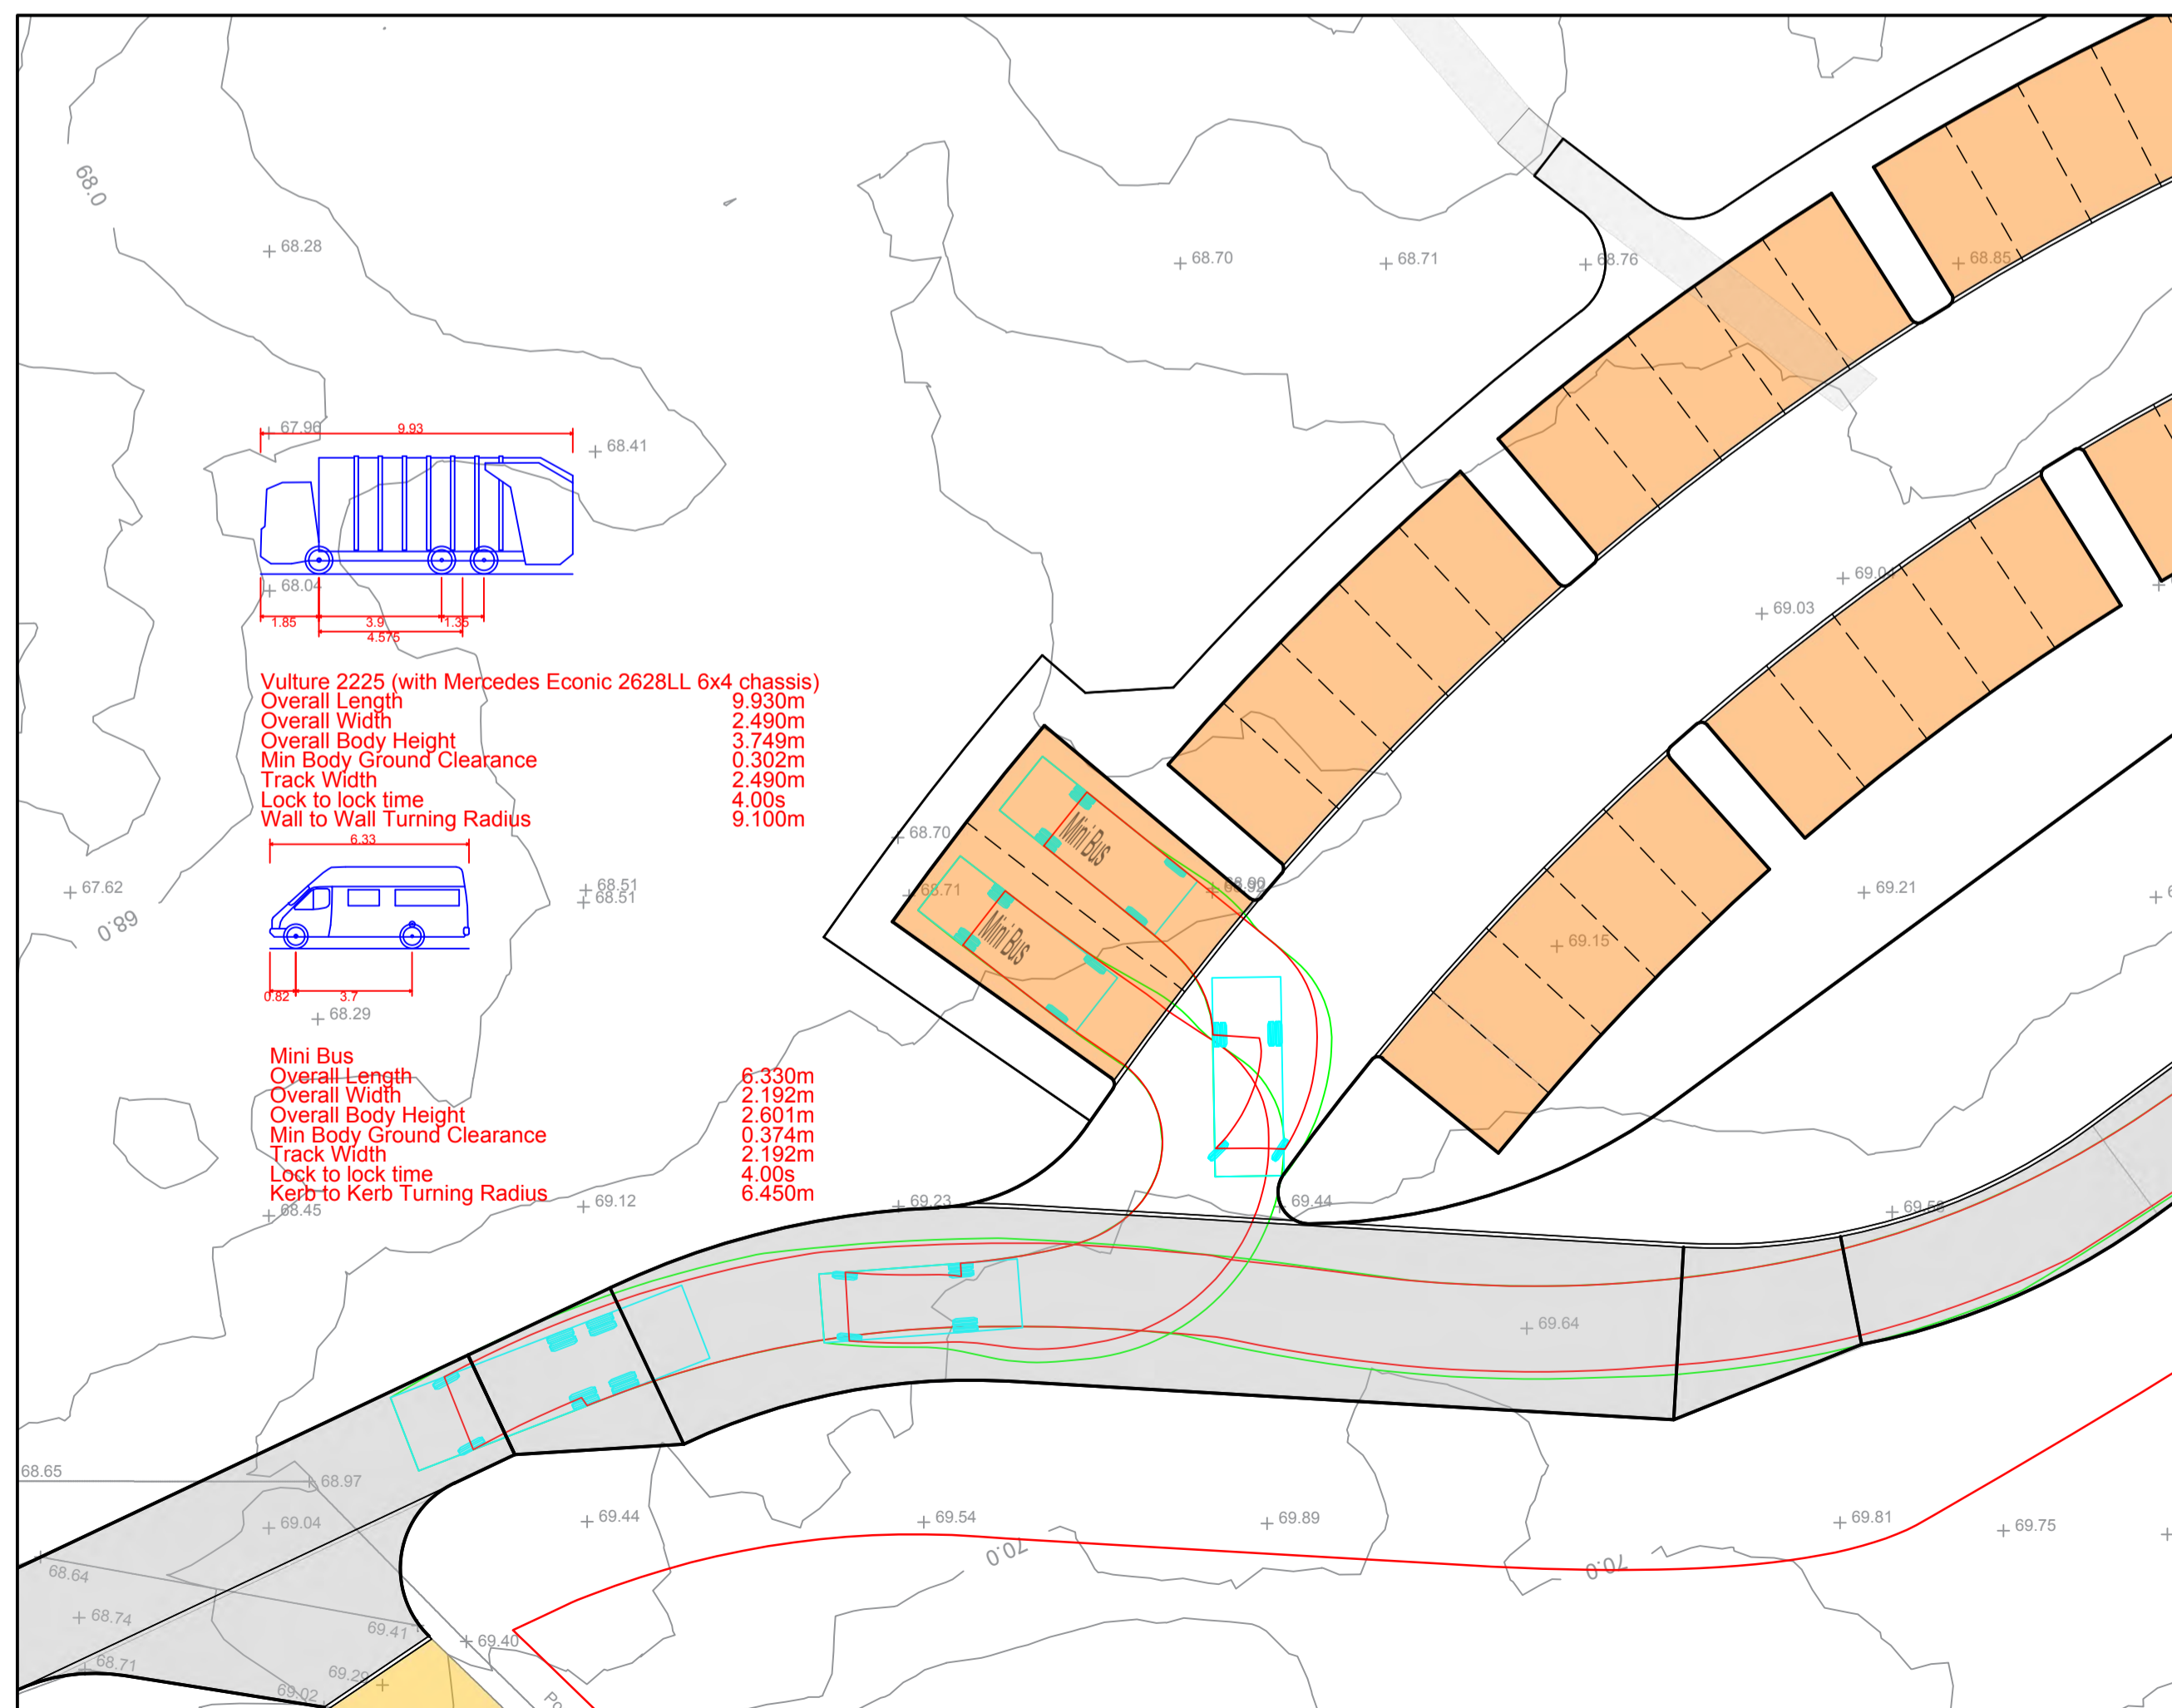 68.0
68.28
68.70
68.71
68.76
68.85
67.96
9.93
68.41
68.04
1.85
3.9
1.35
4.575
69.04
69.03
Vulture 2225 (with Mercedes Econic 2628LL 6x4 chassis)
Overall Length 9.930m
Overall Width 2.490m
Overall Body Height 3.749m
Min Body Ground Clearance 0.302m
Track Width 2.490m
Lock to lock time 4.00s
Wall to Wall Turning Radius 9.100m
6.33
Mini Bus
68.70
67.62
68.51
68.51
68.71
69.21
68.0
Mini Bus
69.15
0.82
3.7
68.29
Mini Bus
Overall Length 6.330m
Overall Width 2.192m
Overall Body Height 2.601m
Min Body Ground Clearance 0.374m
Track Width 2.192m
Lock to lock time 4.00s
Kerb to Kerb Turning Radius 6.450m
68.45
69.12
69.23
69.44
69.64
68.65
68.97
69.04
69.44
69.54
69.89
69.81
69.75
70.0
70.0
68.64
68.74
69.41
69.40
68.71
69.29
69.02